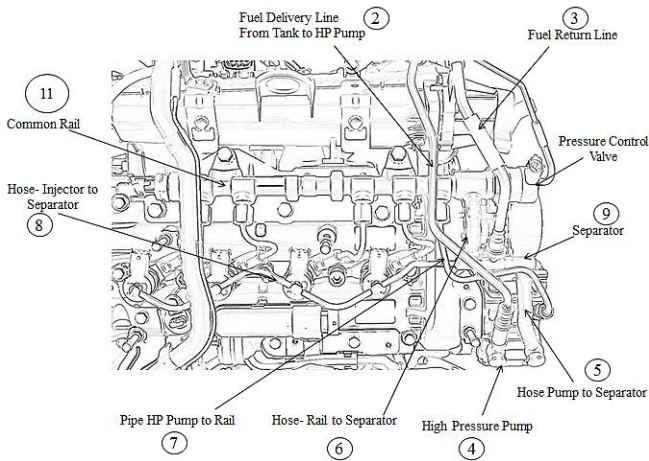 Fuel Delivery Line
From Tank to HP Pump
2
3
Fuel Return Line
11
Common Rail
Pressure Control
Valve
Hose- Injector to
Separator
8
9
Separator
5
Hose Pump to Separator
Pipe HP Pump to Rail
7
Hose- Rail to Separator
6
High Pressure Pump
4